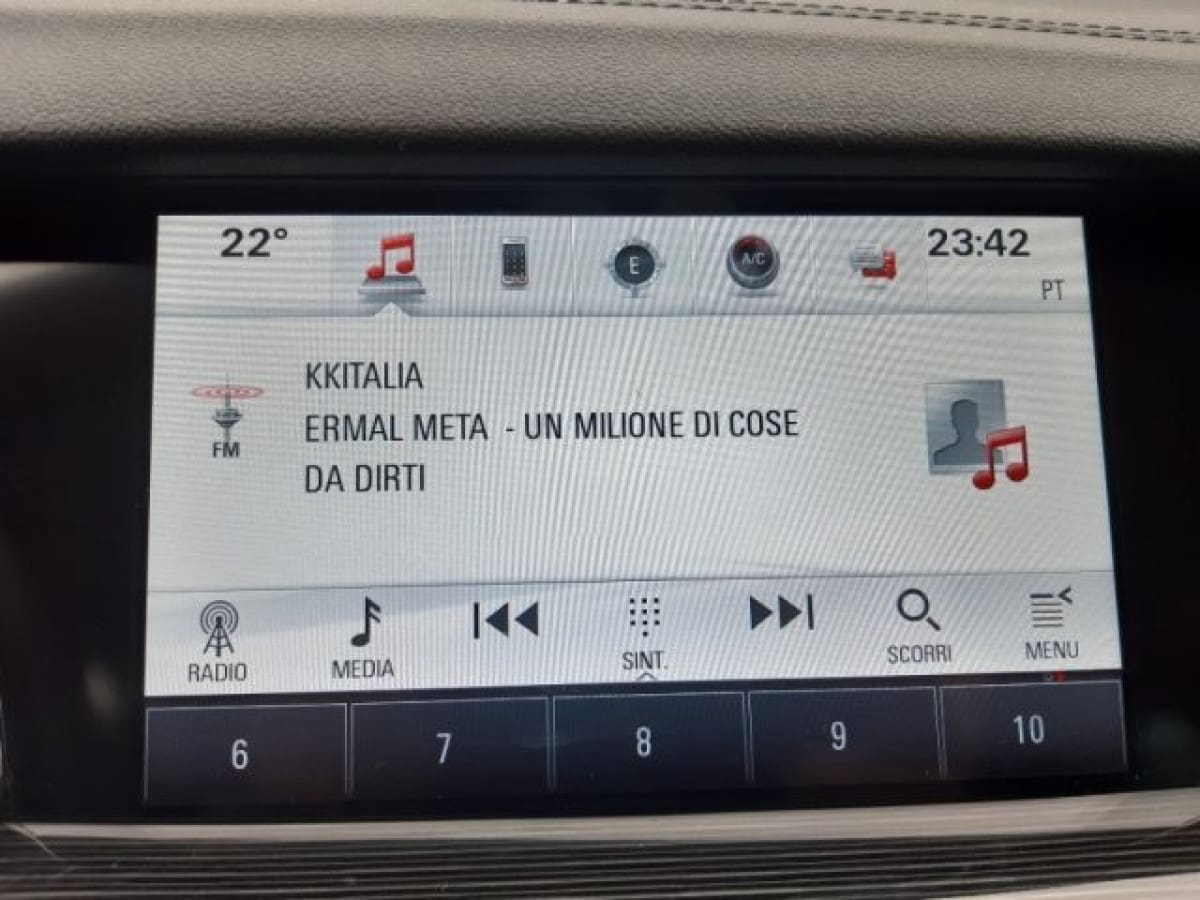 22° E A/C 23:42
PT
KKITALIA
ERMAL META - UN MILIONE DI COSE
DA DIRTI
FM
RADIO MEDIA SINT. SCORRI MENU
6 7 8 9 10